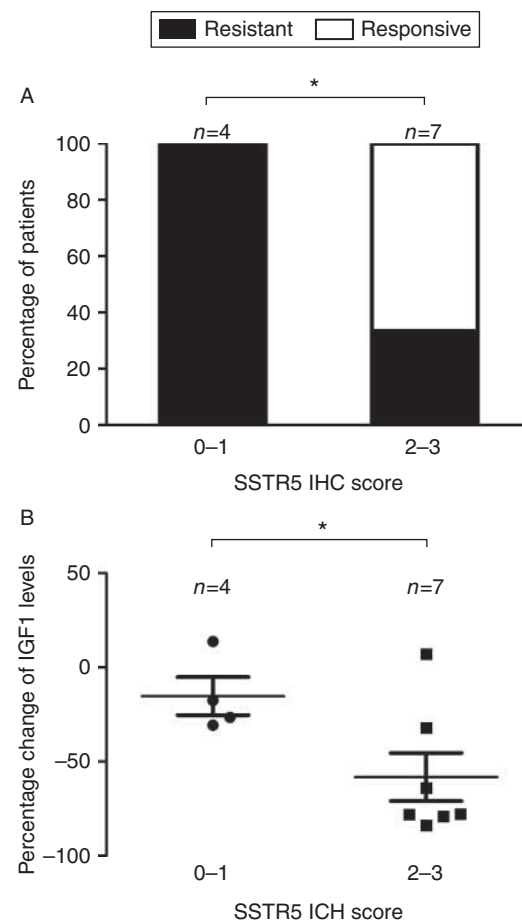 Resistant Responsive
A
*
n=4 n=7
Percentage of patients
100
80
60
40
20
0
0–1 2–3
SSTR5 IHC score
B
*
n=4 n=7
Percentage change of IGF1 levels
50
0
−50
−100
0–1 2–3
SSTR5 ICH score